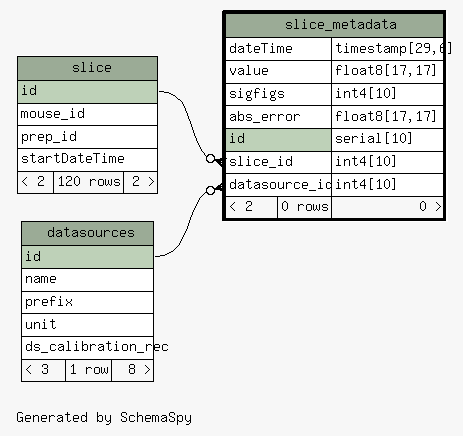 slice
id
mouse_id
prep_id
startDateTime
< 2 120 rows 2 >
slice_metadata
dateTime timestamp[29,6]
value float8[17,17]
sigfigs int4[10]
abs_error float8[17,17]
id serial[10]
slice_id int4[10]
datasource_id int4[10]
< 2 0 rows 0 >
datasources
id
name
prefix
unit
ds_calibration_rec
< 3 1 row 8 >
Generated by SchemaSpy